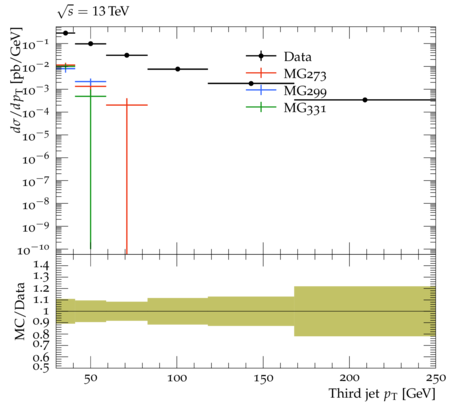 √s = 13 TeV
dσ/dp_T [pb/GeV]
10⁻¹
10⁻²
10⁻³
10⁻⁴
10⁻⁵
10⁻⁶
10⁻⁷
10⁻⁸
10⁻⁹
10⁻¹⁰
Data
MG273
MG299
MG331
MC/Data
1.4
1.3
1.2
1.1
1
0.9
0.8
0.7
0.6
0.5
50 100 150 200 250
Third jet p_T [GeV]